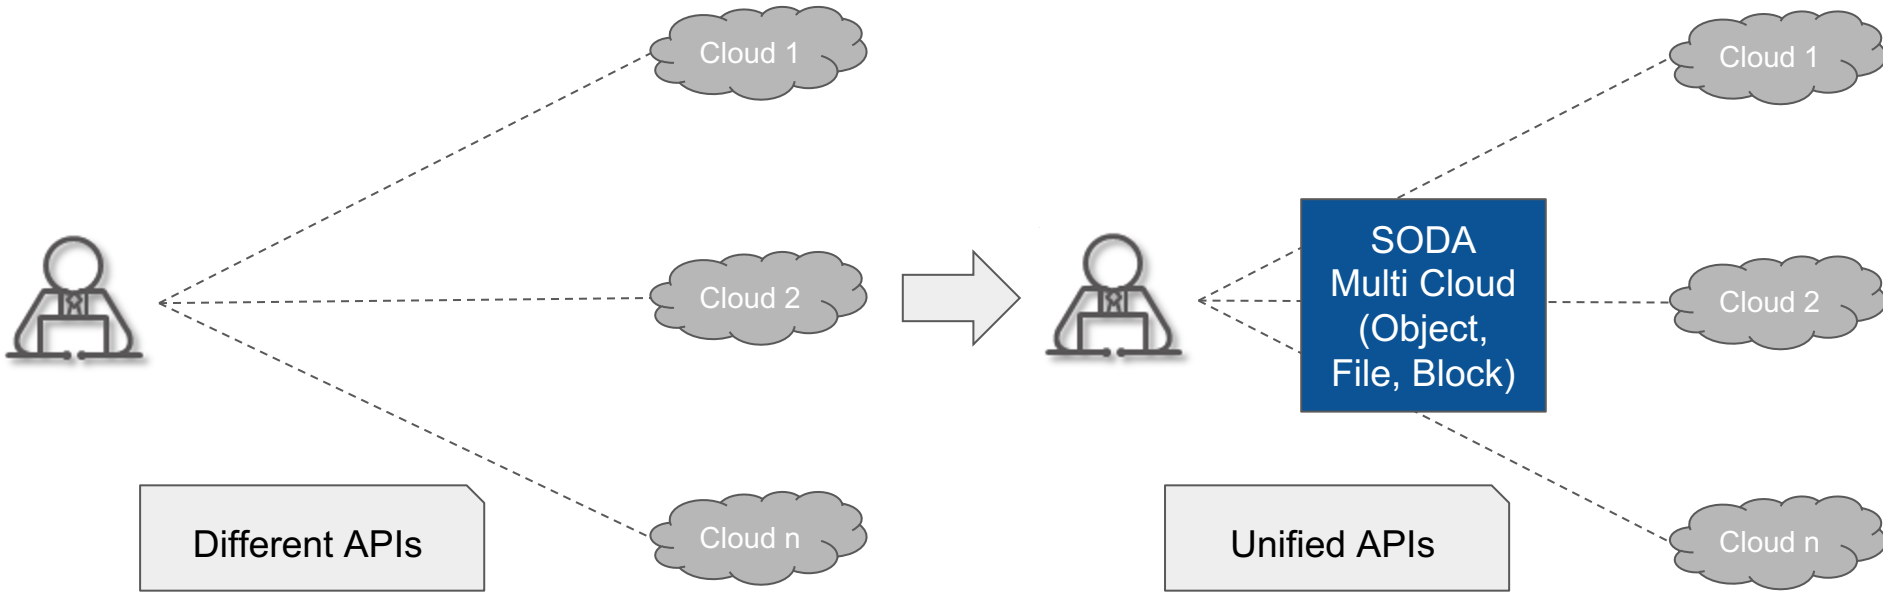 Cloud 1
Cloud 2
Cloud n
Different APIs
Cloud 1
SODA
Multi Cloud
(Object,
File, Block)
Cloud 2
Cloud n
Unified APIs